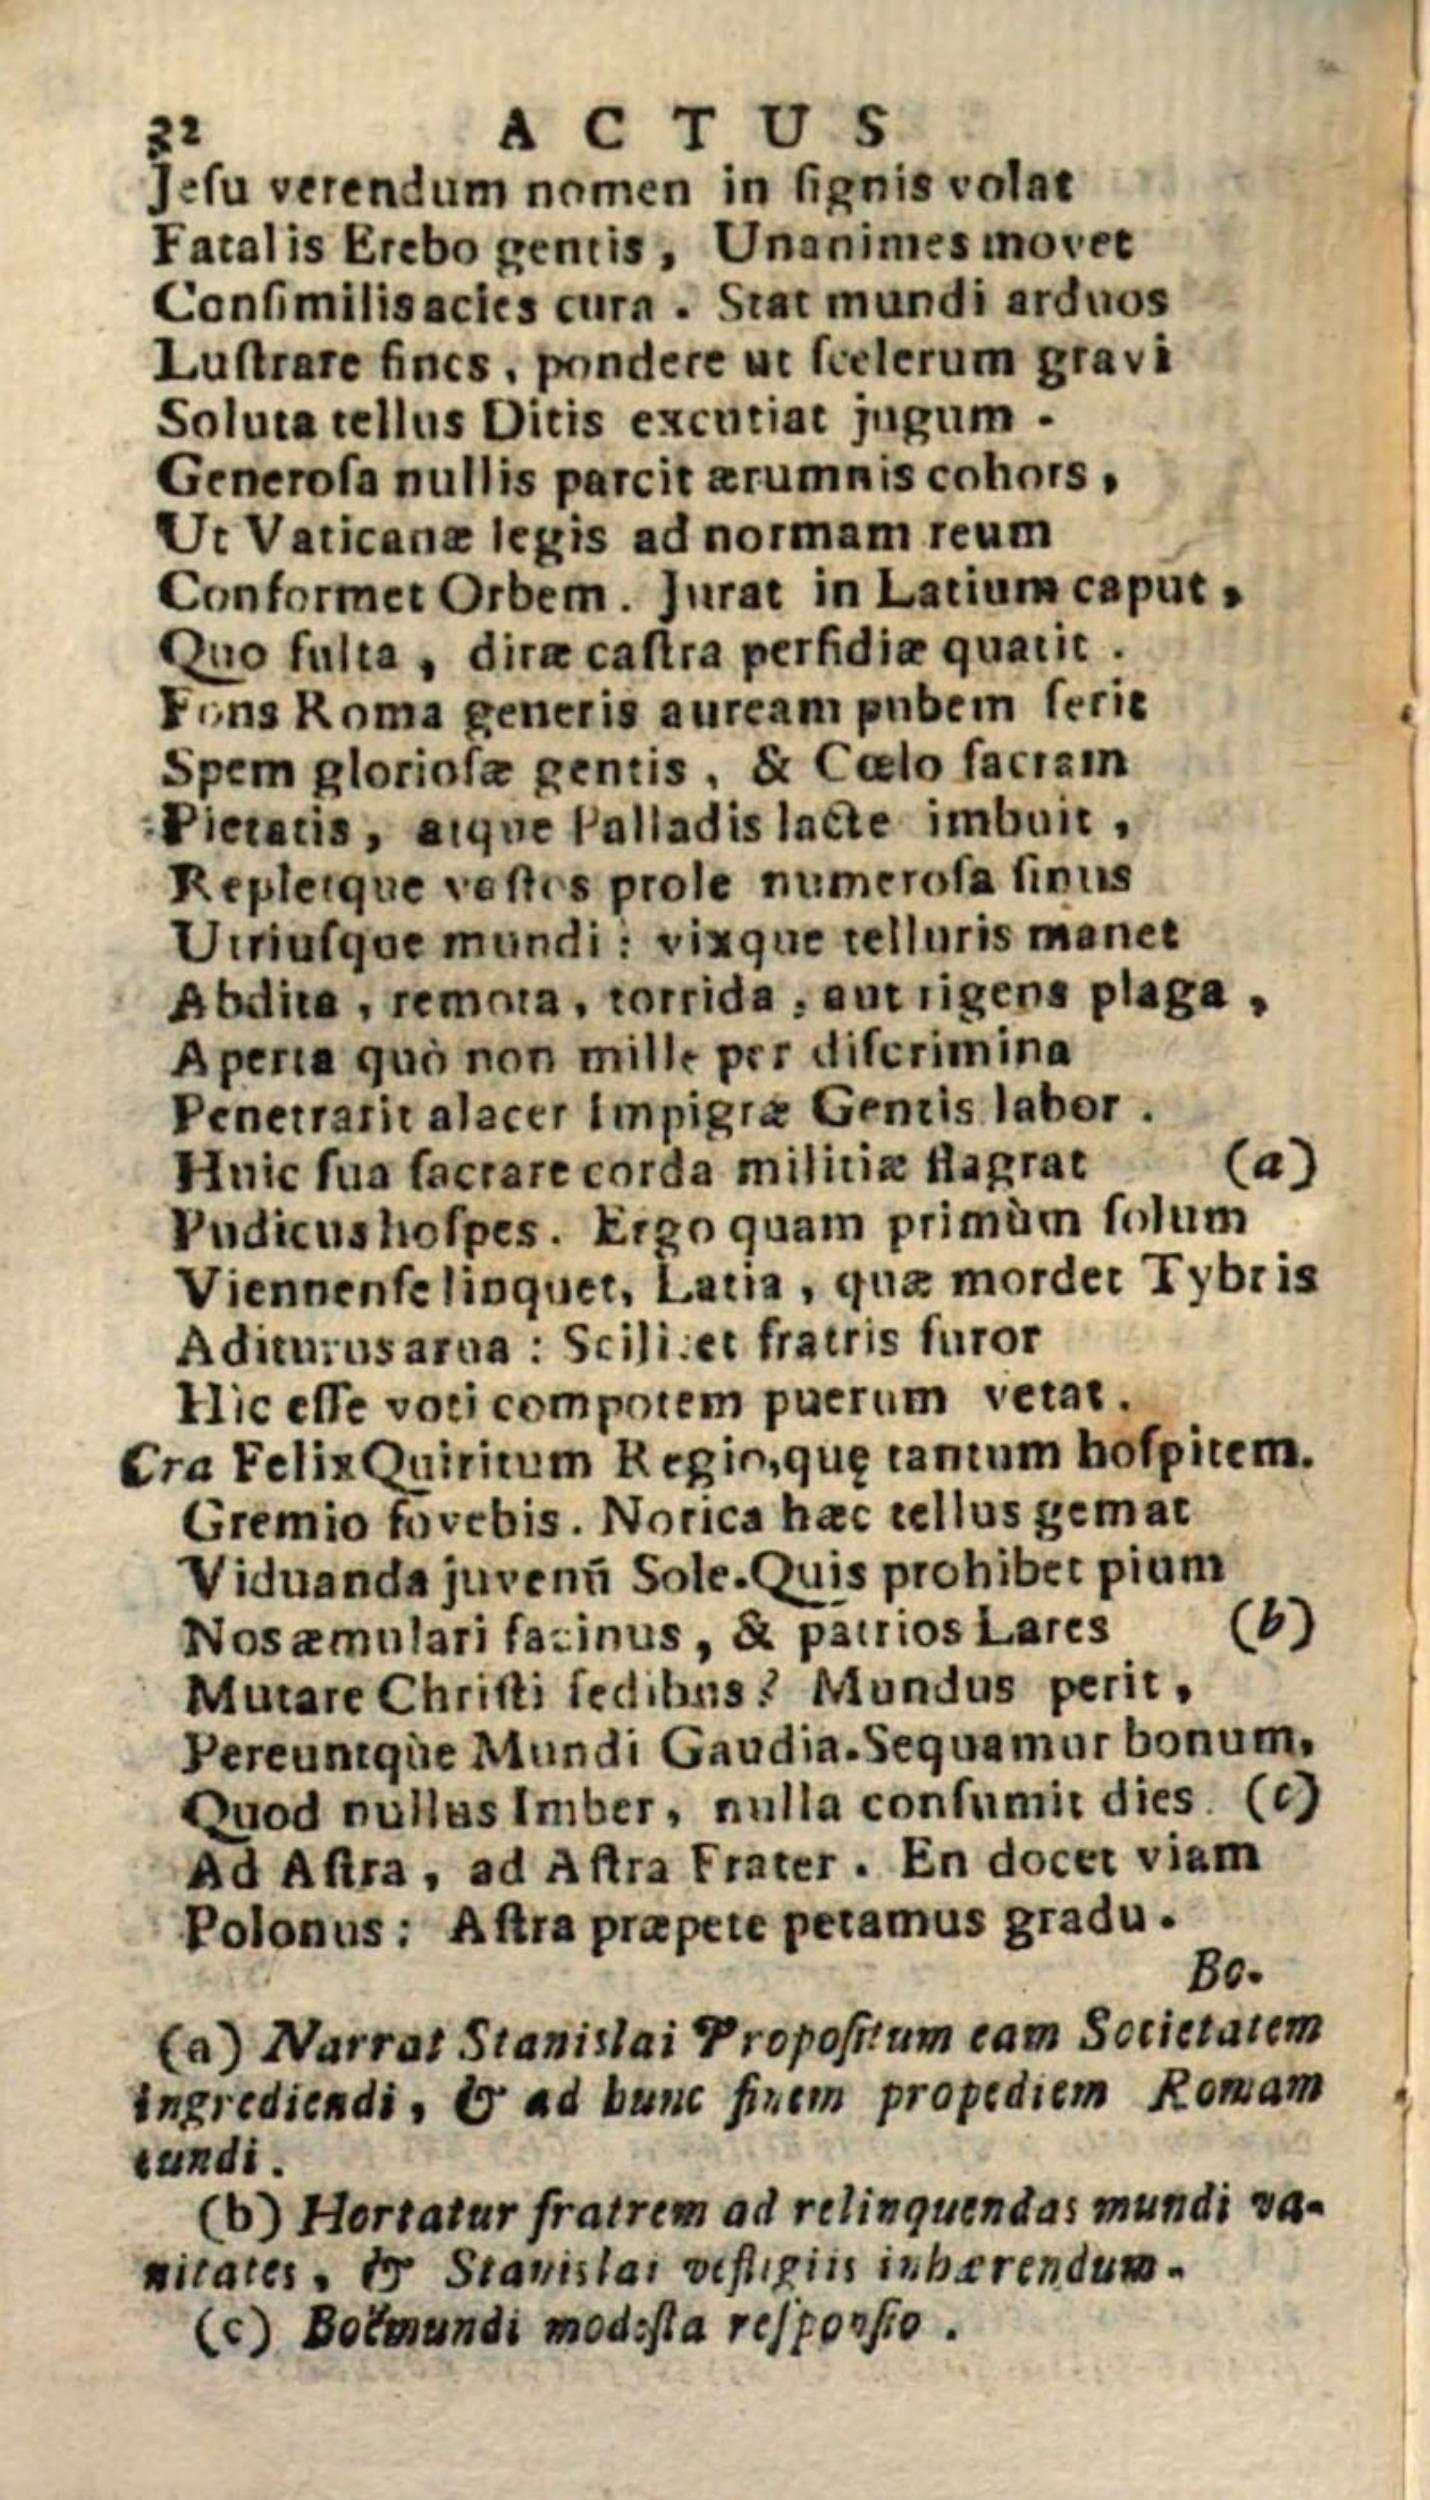 32 ACTUS
Jesu verendum nomen in signis volat
Fatalis Erebo gentis, Unanimes movet
Consimilis acies cura. Stat mundi arduos
Lustrare fines, pondere ut scelerum gravi
Soluta tellus Ditis excutiat jugum.
Generosa nullis parcit ærumnis cohors,
Ut Vaticanæ legis ad normam reum
Conformet Orbem. Jurat in Latium caput,
Quo fulta, diræ castra perfidiæ quatit.
Fons Roma generis auream pubem serit
Spem gloriosæ gentis, & Cœlo sacram
Pietatis, atque Palladis lacte imbuit,
Repletque vastos prole numerosa sinus
Utriusque mundi: vixque telluris manet
Abdita, remota, torrida, aut rigens plaga,
Aperta quò non mille per discrimina
Penetrarit alacer Impigræ Gentis labor.
Huic sua sacrare corda militiæ flagrat (a)
Pudicus hospes. Ergo quam primùm solum
Viennense linquet, Latia, quæ mordet Tybris
Aditurus arua: Scilicet fratris furor
Hìc esse voti compotem puerum vetat.
Cra Felix Quiritum Regio, quę tantum hospitem.
Gremio fovebis. Norica hæc tellus gemat
Viduanda juvenũ Sole. Quis prohibet pium
Nos æmulari facinus, & patrios Lares (b)
Mutare Christi sedibus? Mundus perit,
Pereuntqùe Mundi Gaudia. Sequamur bonum,
Quod nullus Imber, nulla consumit dies. (c)
Ad Astra, ad Astra Frater. En docet viam
Polonus: Astra præpete petamus gradu.
Bo.
(a) Narrat Stanislai Propositum eam Societatem
ingrediendi, & ad hunc finem propediem Romam
eundi.
(b) Hortatur fratrem ad relinquendas mundi va-
nitates, & Stanislai vestigiis inhærendum.
(c) Boëmundi modesta responsio.